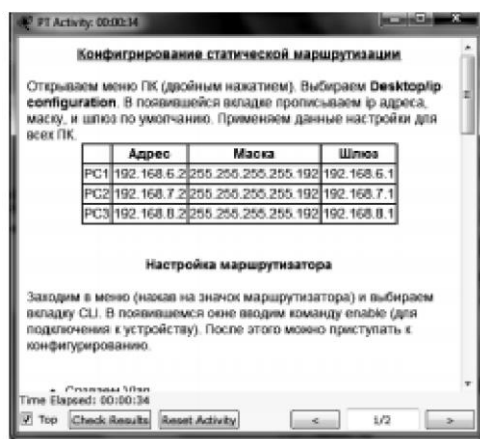 PT Activity: 00:00:34
Конфигрирование статической маршрутизации
Открываем меню ПК (двойным нажатием). Выбираем Desktop/ip
configuration. В появившейся вкладке прописываем ip адреса,
маску, и шлюз по умолчанию. Применяем данные настройки для
всех ПК.
Адрес Маска Шлюз
PC1 192.168.6.2 255.255.255.255.192 192.168.6.1
PC2 192.168.7.2 255.255.255.255.192 192.168.7.1
PC3 192.168.8.2 255.255.255.255.192 192.168.8.1
Настройка маршрутизатора
Заходим в меню (нажав на значок маршрутизатора) и выбираем
вкладку CLI. В появившемся окне вводим команду enable (для
подключения к устройству). После этого можно приступать к
конфигурированию.
• Создаем Vlan
Time Elapsed: 00:00:34
Top Check Results Reset Activity < 1/2 >